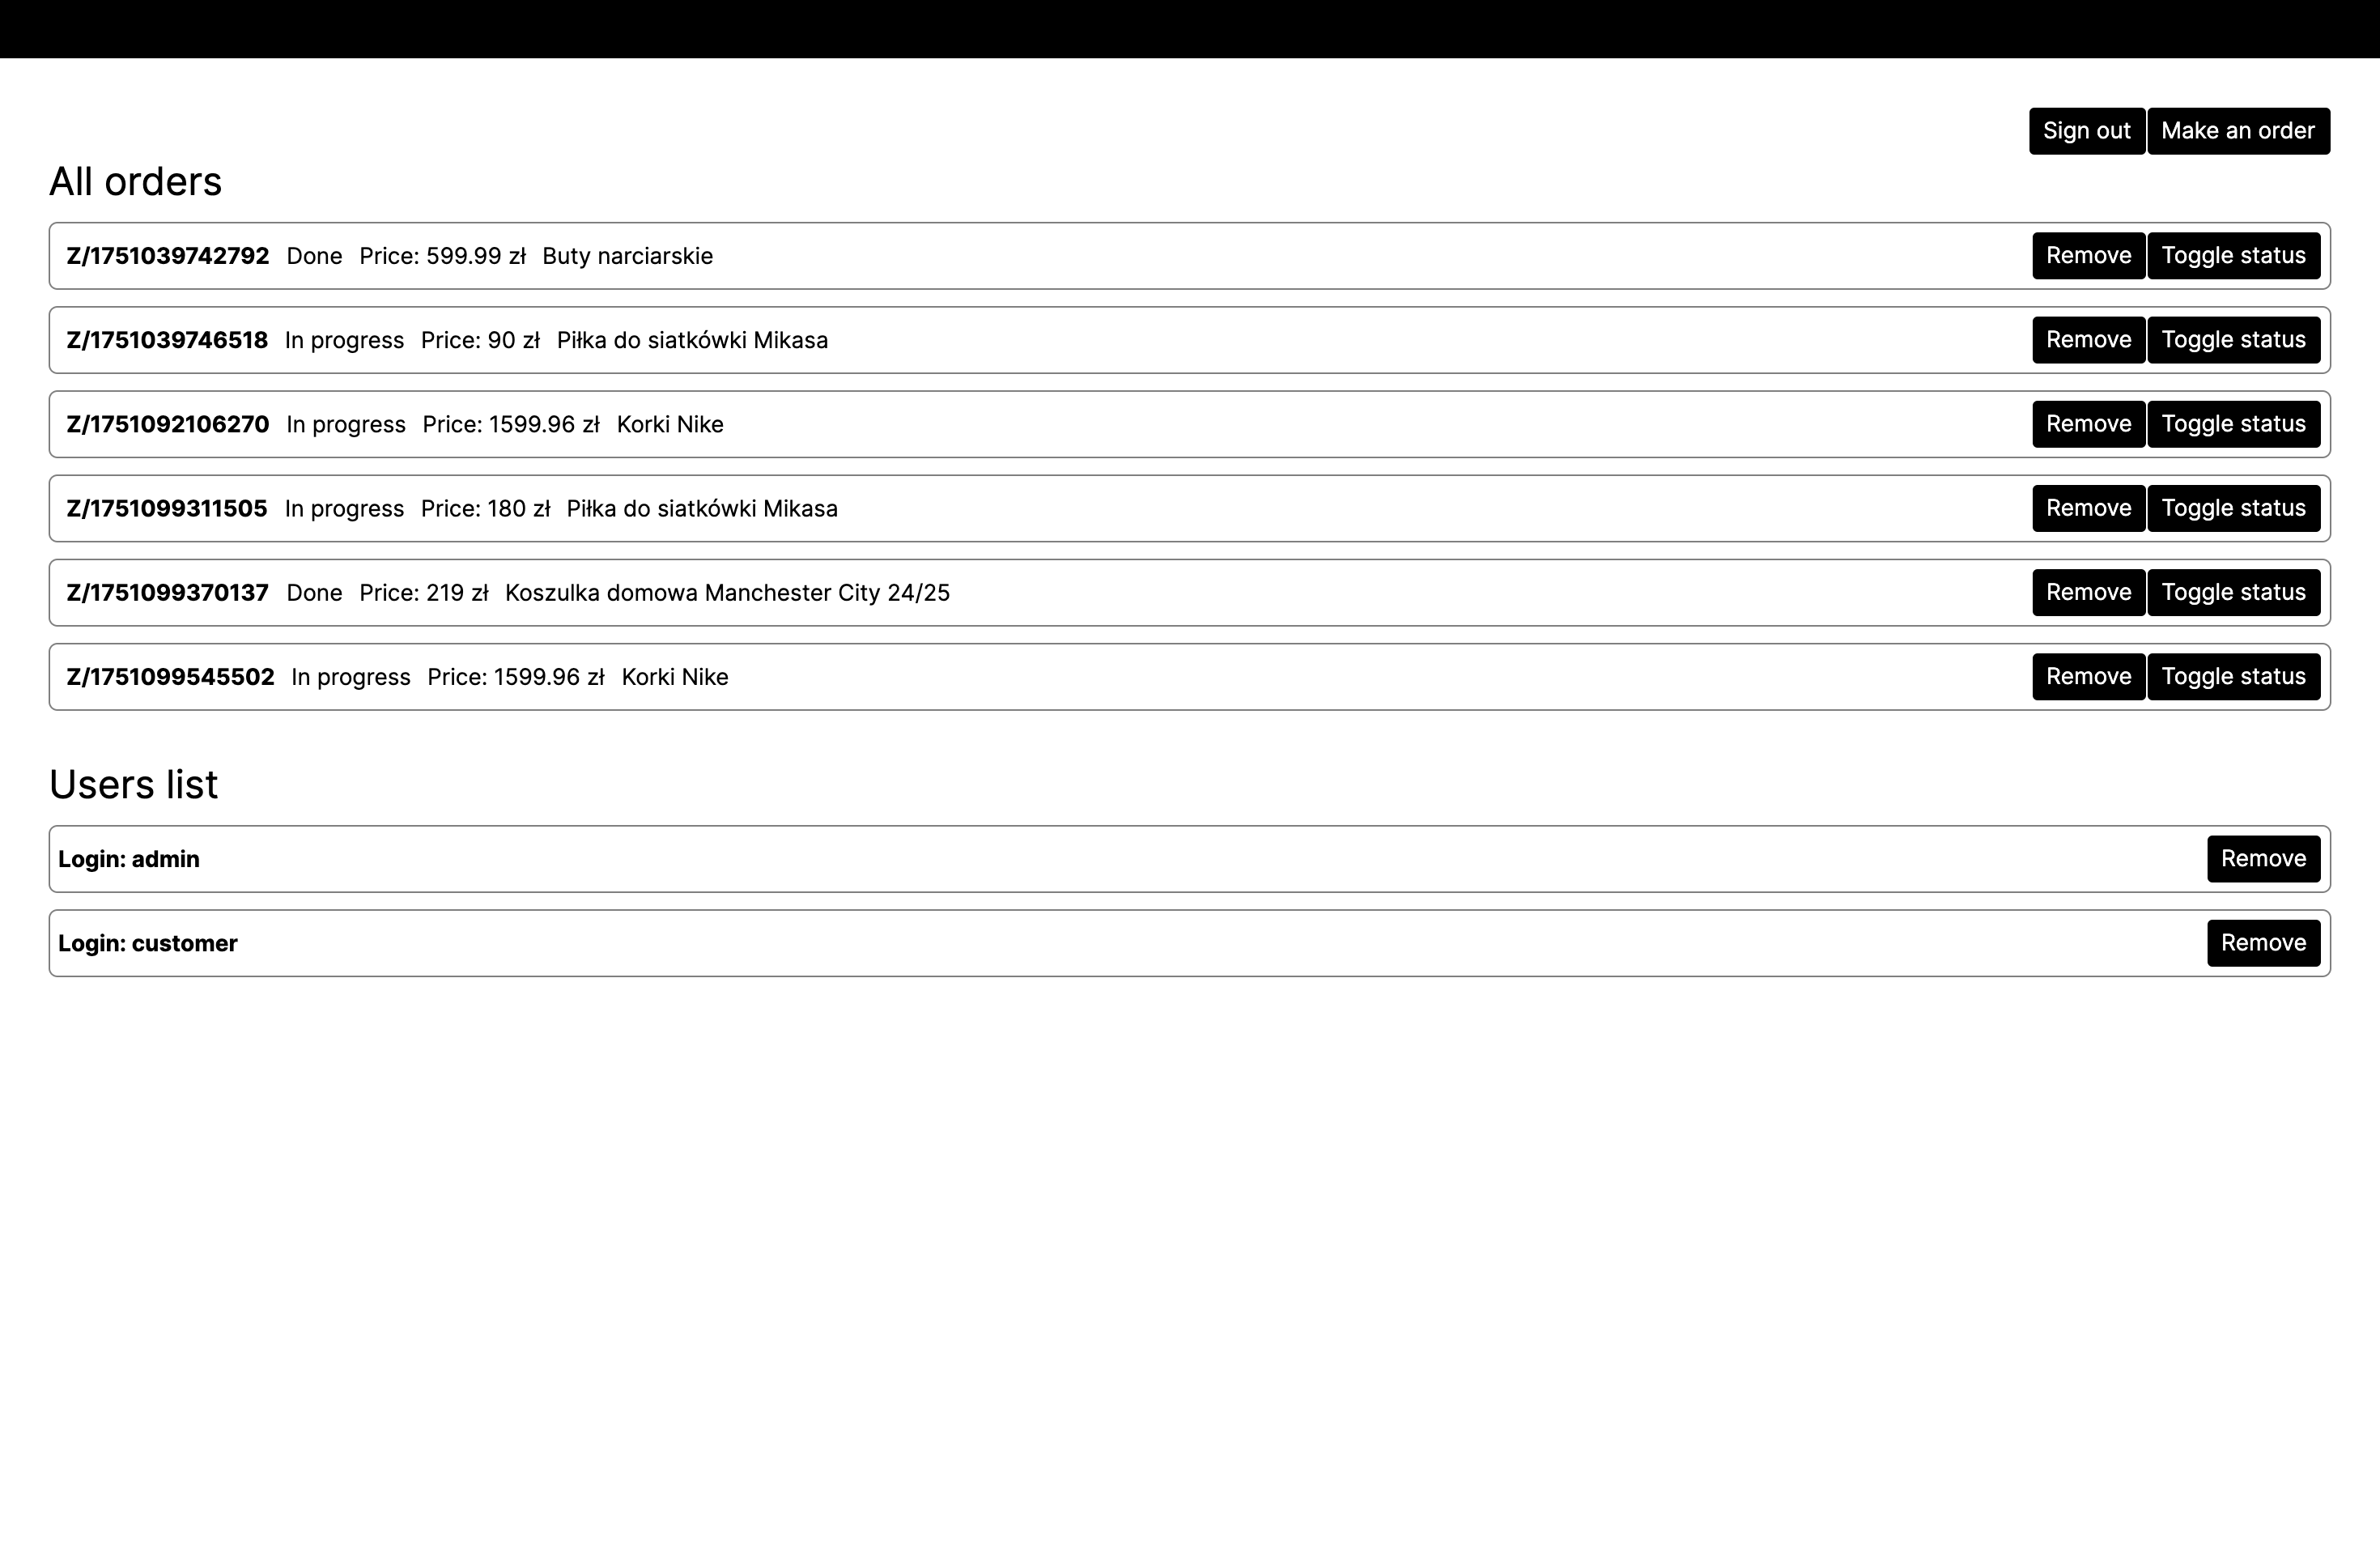 Sign out Make an order
All orders
Z/1751039742792 Done Price: 599.99 zł Buty narciarskie Remove Toggle status
Z/1751039746518 In progress Price: 90 zł Piłka do siatkówki Mikasa Remove Toggle status
Z/1751092106270 In progress Price: 1599.96 zł Korki Nike Remove Toggle status
Z/1751099311505 In progress Price: 180 zł Piłka do siatkówki Mikasa Remove Toggle status
Z/1751099370137 Done Price: 219 zł Koszulka domowa Manchester City 24/25 Remove Toggle status
Z/1751099545502 In progress Price: 1599.96 zł Korki Nike Remove Toggle status
Users list
Login: admin Remove
Login: customer Remove